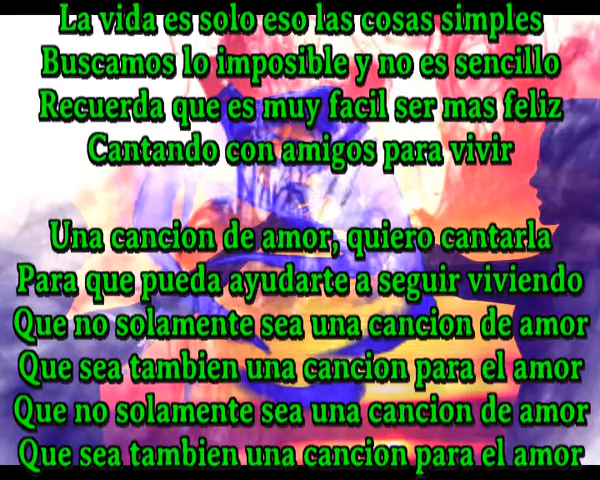 La vida es solo eso las cosas simples
Buscamos lo imposible y no es sencillo
Recuerda que es muy facil ser mas feliz
Cantando con amigos para vivir
Una cancion de amor, quiero cantarla
Para que pueda ayudarte a seguir viviendo
Que no solamente sea una cancion de amor
Que sea tambien una cancion para el amor
Que no solamente sea una cancion de amor
Que sea tambien una cancion para el amor